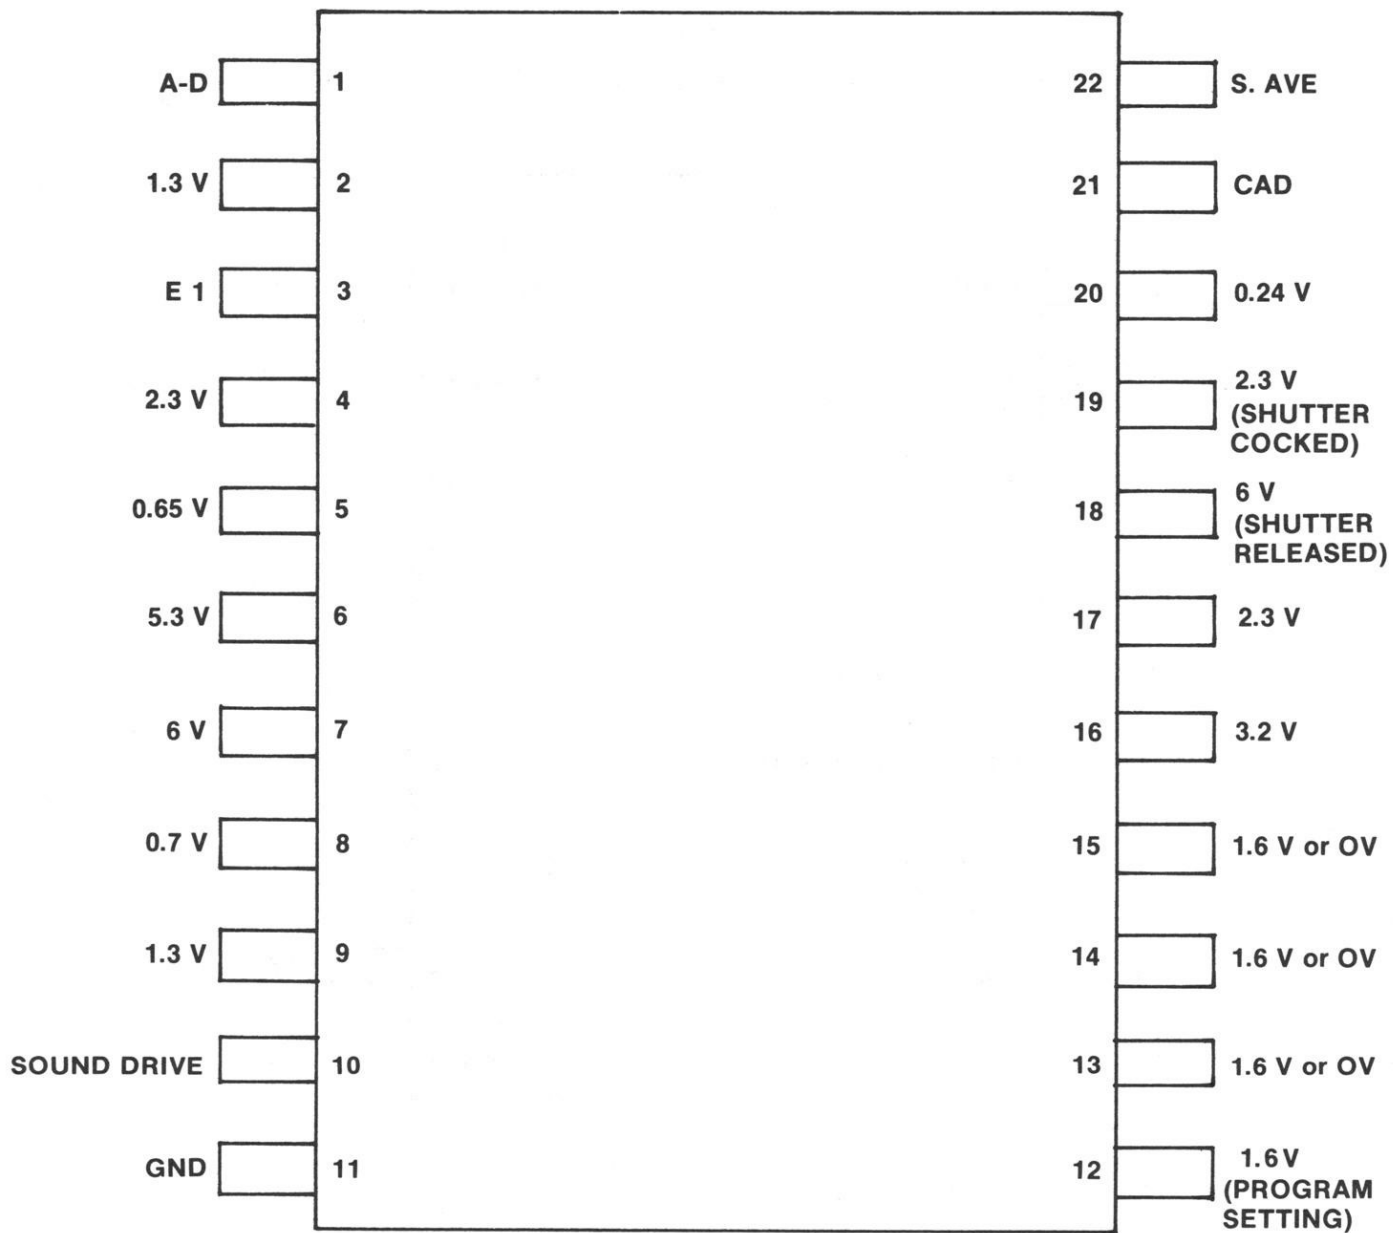 A-D 1 22 S. AVE
1.3 V 2 21 CAD
E 1 3 20 0.24 V
2.3 V 4 19 2.3 V
(SHUTTER
COCKED)
0.65 V 5 18 6 V
(SHUTTER
RELEASED)
5.3 V 6 17 2.3 V
6 V 7 16 3.2 V
0.7 V 8 15 1.6 V or OV
1.3 V 9 14 1.6 V or OV
SOUND DRIVE 10 13 1.6 V or OV
GND 11 12 1.6V
(PROGRAM
SETTING)